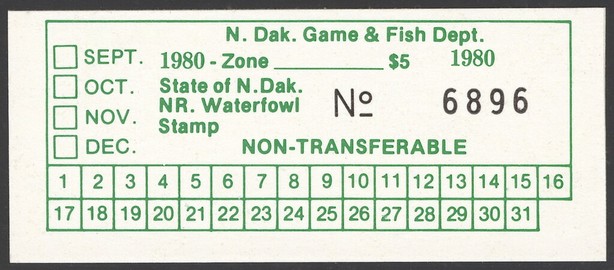 N. Dak. Game & Fish Dept.
SEPT. 1980 - Zone ____________ $5 1980
OCT. State of N.Dak.
NR. Waterfowl Nº 6896
NOV. Stamp
DEC. NON-TRANSFERABLE
1 2 3 4 5 6 7 8 9 10 11 12 13 14 15 16
17 18 19 20 21 22 23 24 25 26 27 28 29 30 31